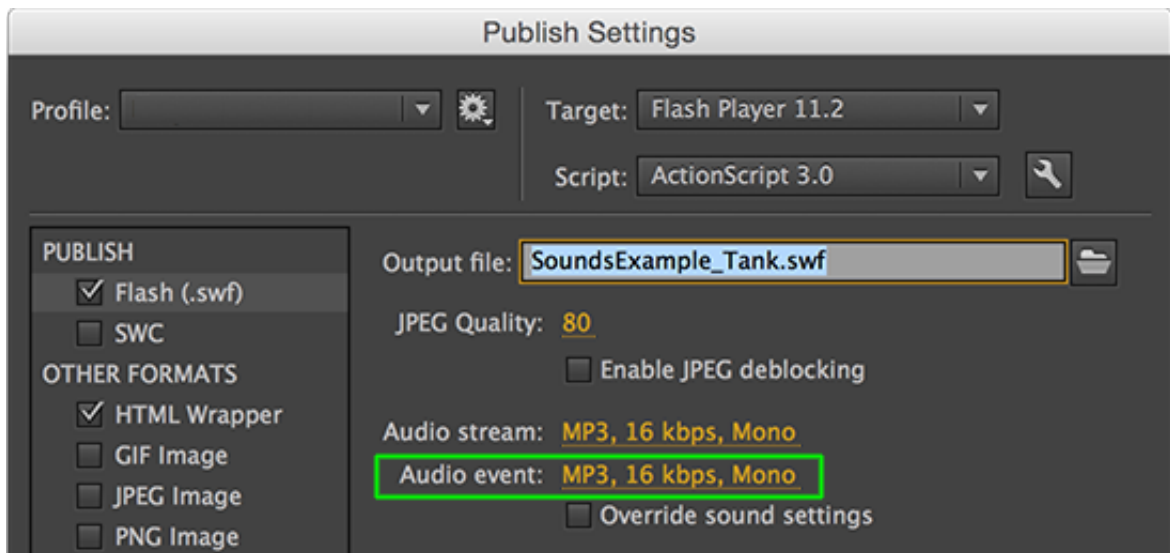 Publish Settings
Profile:
Target: Flash Player 11.2
Script: ActionScript 3.0
PUBLISH
Flash (.swf)
SWC
OTHER FORMATS
HTML Wrapper
GIF Image
JPEG Image
PNG Image
Output file: SoundsExample_Tank.swf
JPEG Quality: 80
Enable JPEG deblocking
Audio stream: MP3, 16 kbps, Mono
Audio event: MP3, 16 kbps, Mono
Override sound settings